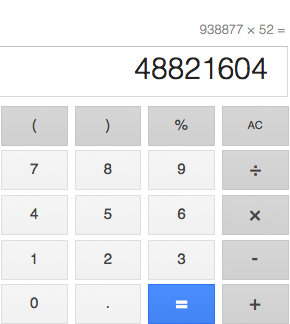 938877 × 52 =
48821604
( ) % AC
7 8 9 ÷
4 5 6 ×
1 2 3 -
0 . = +